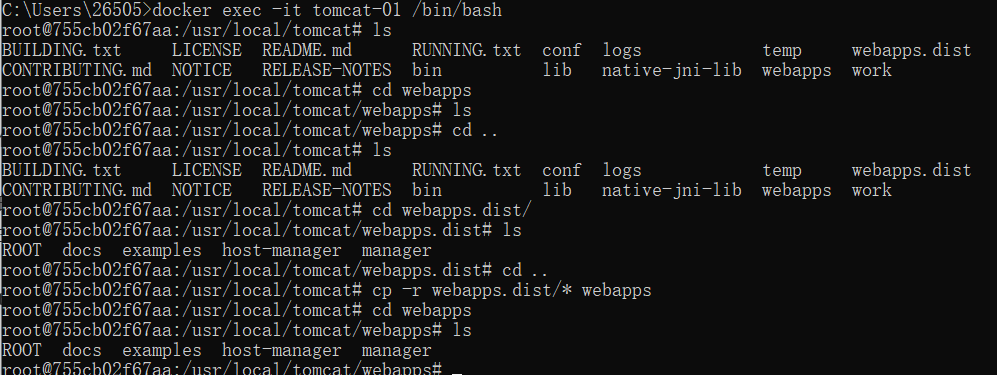 C:\Users\26505>docker exec -it tomcat-01 /bin/bash
root@755cb02f67aa:/usr/local/tomcat# ls
BUILDING.txt     LICENSE  README.md      RUNNING.txt  conf  logs            temp     webapps.dist
CONTRIBUTING.md  NOTICE   RELEASE-NOTES  bin          lib   native-jni-lib  webapps  work
root@755cb02f67aa:/usr/local/tomcat# cd webapps
root@755cb02f67aa:/usr/local/tomcat/webapps# ls
root@755cb02f67aa:/usr/local/tomcat/webapps# cd ..
root@755cb02f67aa:/usr/local/tomcat# ls
BUILDING.txt     LICENSE  README.md      RUNNING.txt  conf  logs            temp     webapps.dist
CONTRIBUTING.md  NOTICE   RELEASE-NOTES  bin          lib   native-jni-lib  webapps  work
root@755cb02f67aa:/usr/local/tomcat# cd webapps.dist/
root@755cb02f67aa:/usr/local/tomcat/webapps.dist# ls
ROOT  docs  examples  host-manager  manager
root@755cb02f67aa:/usr/local/tomcat/webapps.dist# cd ..
root@755cb02f67aa:/usr/local/tomcat# cp -r webapps.dist/* webapps
root@755cb02f67aa:/usr/local/tomcat# cd webapps
root@755cb02f67aa:/usr/local/tomcat/webapps# ls
ROOT  docs  examples  host-manager  manager
root@755cb02f67aa:/usr/local/tomcat/webapps#